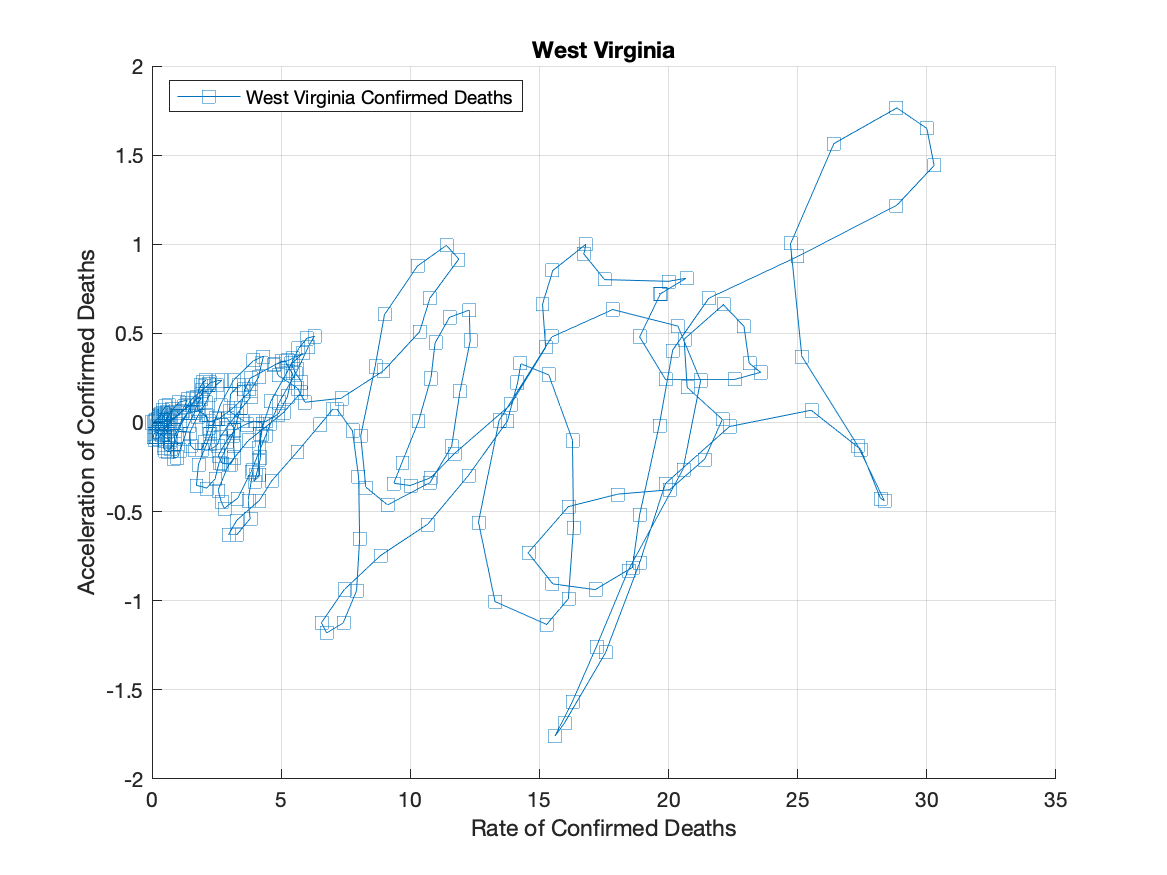 West Virginia
West Virginia Confirmed Deaths
2
1.5
1
0.5
0
-0.5
-1
-1.5
-2
Acceleration of Confirmed Deaths
0 5 10 15 20 25 30 35
Rate of Confirmed Deaths